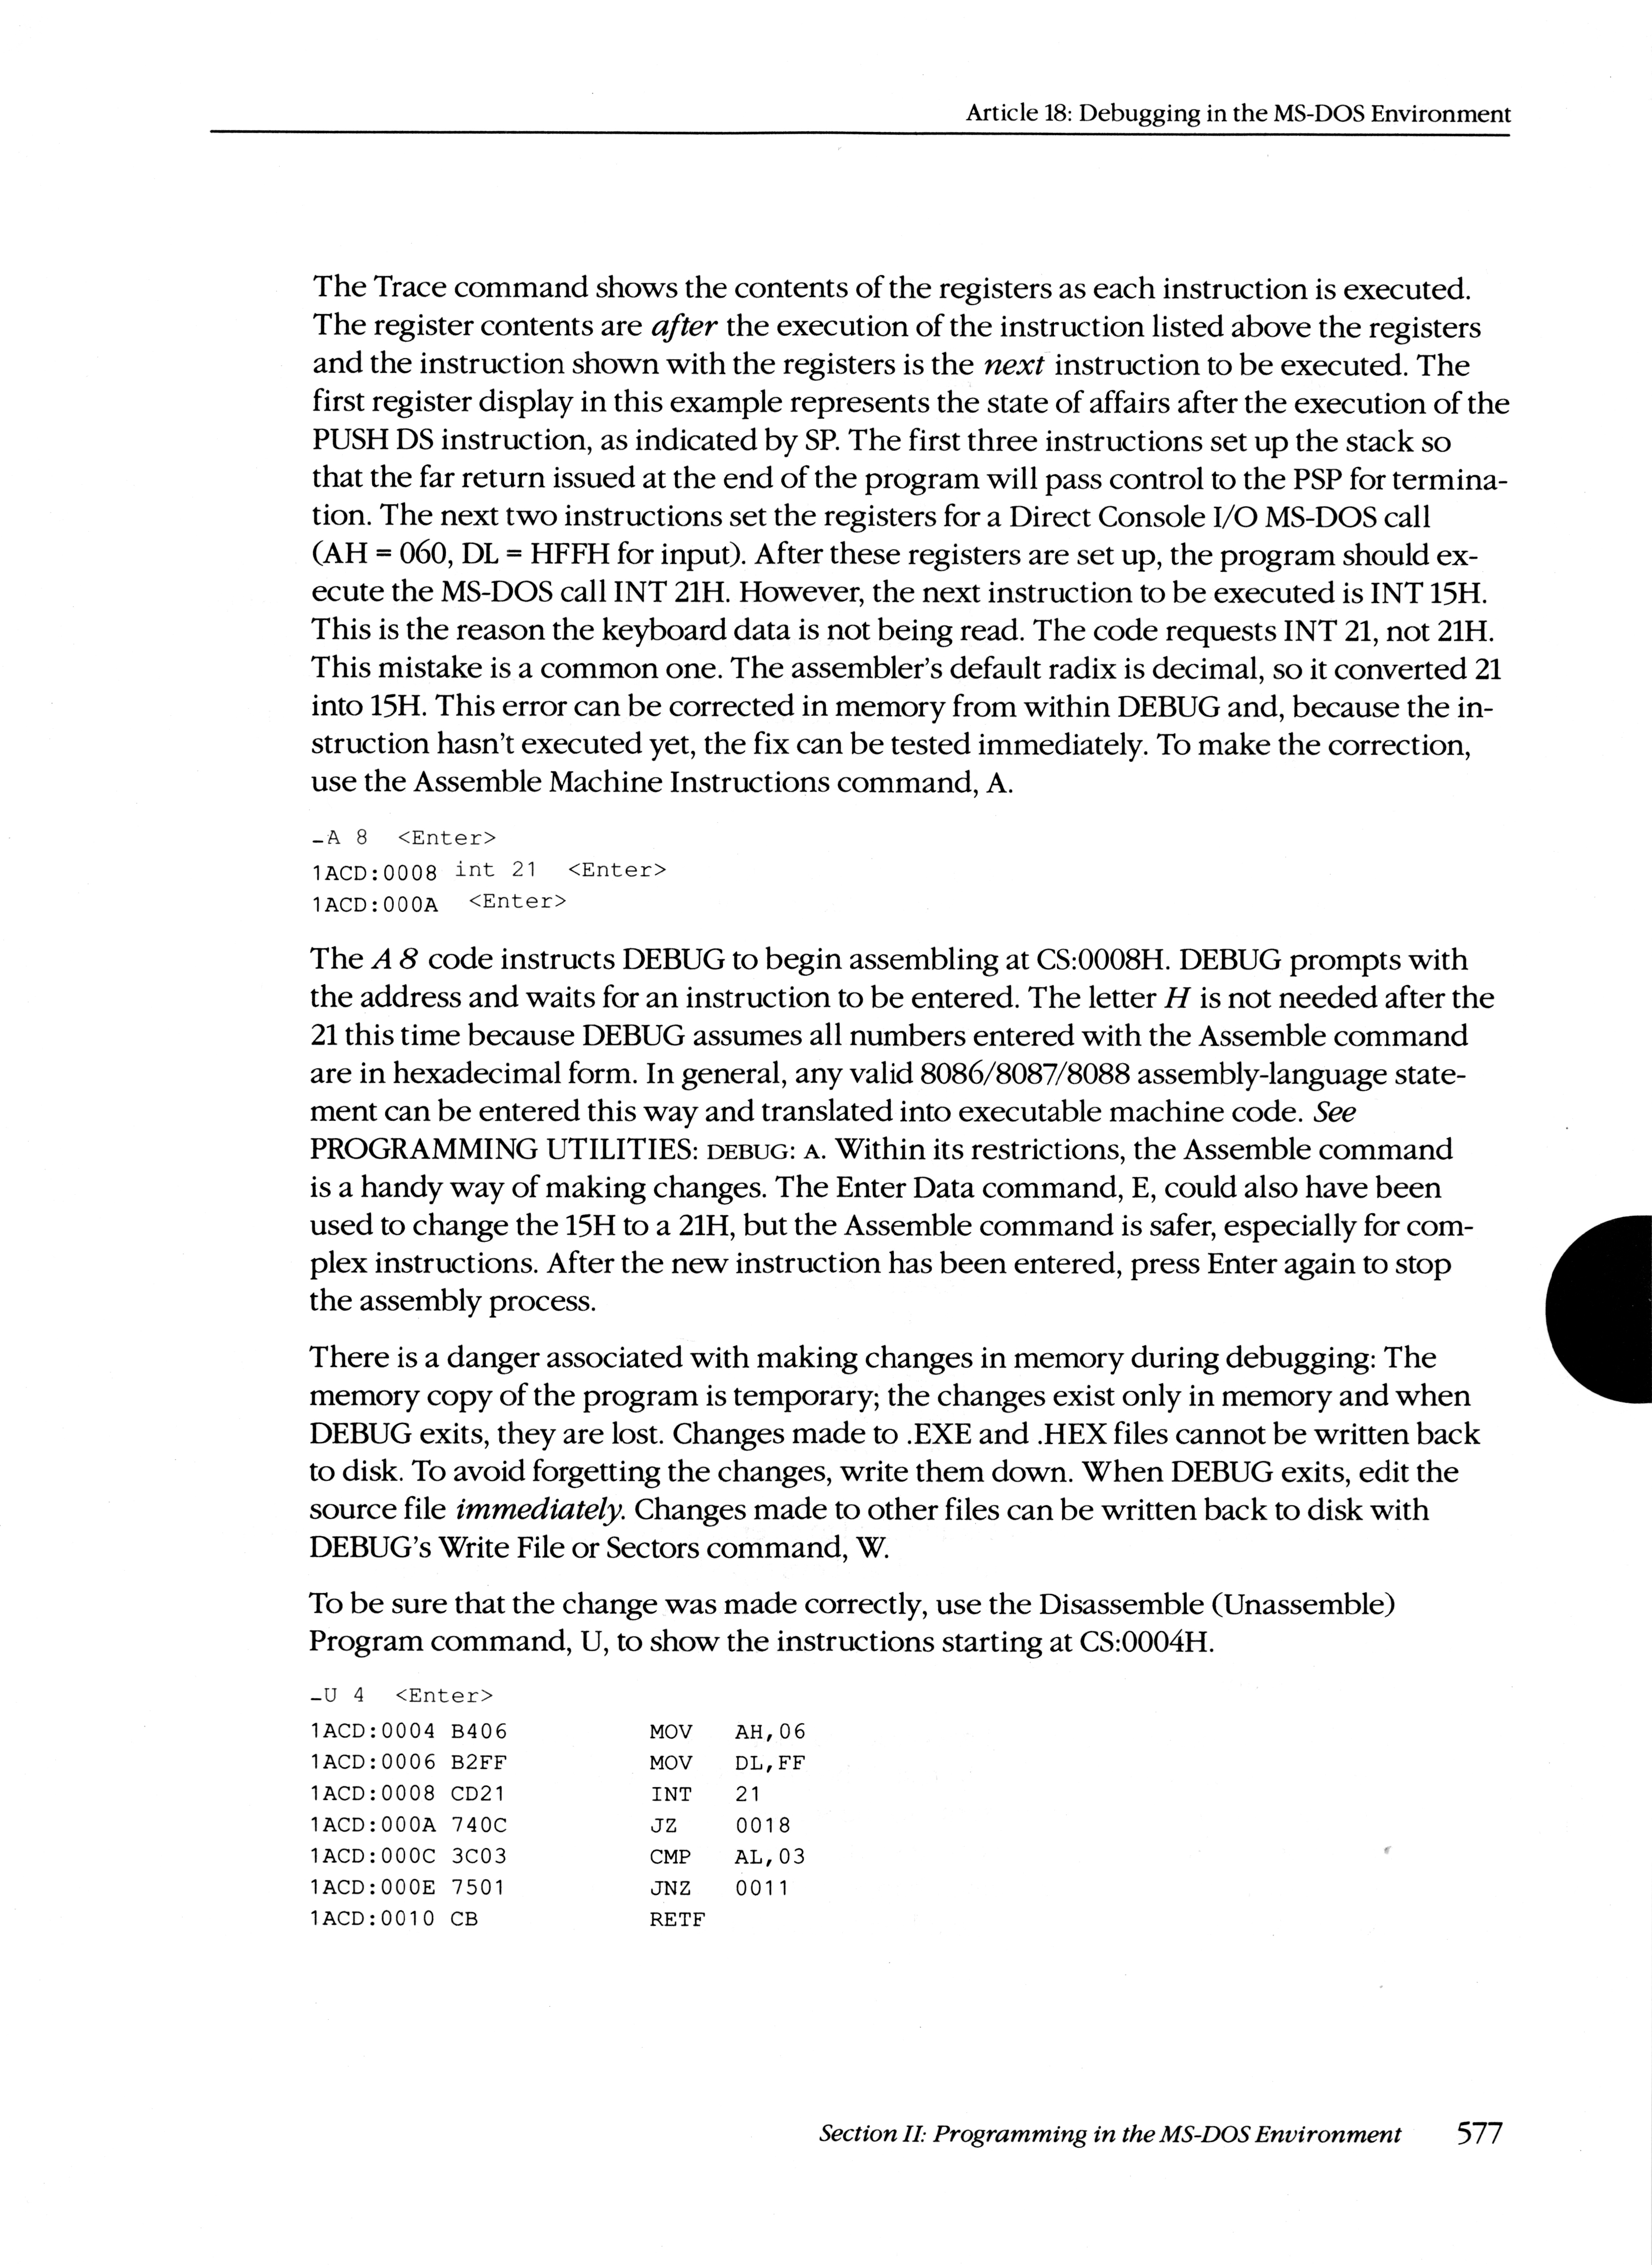 Article 18: Debugging in the MS-DOS Environment
The Trace command shows the contents of the registers as each instruction is executed.
The register contents are after the execution of the instruction listed above the registers
and the instruction shown with the registers is the next instruction to be executed. The
first register display in this example represents the state of affairs after the execution of the
PUSH DS instruction, as indicated by SP. The first three instructions set up the stack so
that the far return issued at the end of the program will pass control to the PSP for termina-
tion. The next two instructions set the registers for a Direct Console I/O MS-DOS call
(AH = 060, DL = HFFH for input). After these registers are set up, the program should ex-
ecute the MS-DOS call INT 21H. However, the next instruction to be executed is INT 15H.
This is the reason the keyboard data is not being read. The code requests INT 21, not 21H.
This mistake is a common one. The assembler's default radix is decimal, so it converted 21
into 15H. This error can be corrected in memory from within DEBUG and, because the in-
struction hasn't executed yet, the fix can be tested immediately. To make the correction,
use the Assemble Machine Instructions command, A.
-A 8 <Enter>
1ACD:0008 int 21 <Enter>
1ACD:000A <Enter>
The A 8 code instructs DEBUG to begin assembling at CS:0008H. DEBUG prompts with
the address and waits for an instruction to be entered. The letter H is not needed after the
21 this time because DEBUG assumes all numbers entered with the Assemble command
are in hexadecimal form. In general, any valid 8086/8087/8088 assembly-language state-
ment can be entered this way and translated into executable machine code. See
PROGRAMMING UTILITIES: DEBUG: A. Within its restrictions, the Assemble command
is a handy way of making changes. The Enter Data command, E, could also have been
used to change the 15H to a 21H, but the Assemble command is safer, especially for com-
plex instructions. After the new instruction has been entered, press Enter again to stop
the assembly process.
There is a danger associated with making changes in memory during debugging: The
memory copy of the program is temporary; the changes exist only in memory and when
DEBUG exits, they are lost. Changes made to .EXE and .HEX files cannot be written back
to disk. To avoid forgetting the changes, write them down. When DEBUG exits, edit the
source file immediately. Changes made to other files can be written back to disk with
DEBUG's Write File or Sectors command, W.
To be sure that the change was made correctly, use the Disassemble (Unassemble)
Program command, U, to show the instructions starting at CS:0004H.
-U 4 <Enter>
1ACD:0004 B406 MOV AH,06
1ACD:0006 B2FF MOV DL,FF
1ACD:0008 CD21 INT 21
1ACD:000A 740C JZ 0018
1ACD:000C 3C03 CMP AL,03
1ACD:000E 7501 JNZ 0011
1ACD:0010 CB RETF
Section II: Programming in the MS-DOS Environment 577